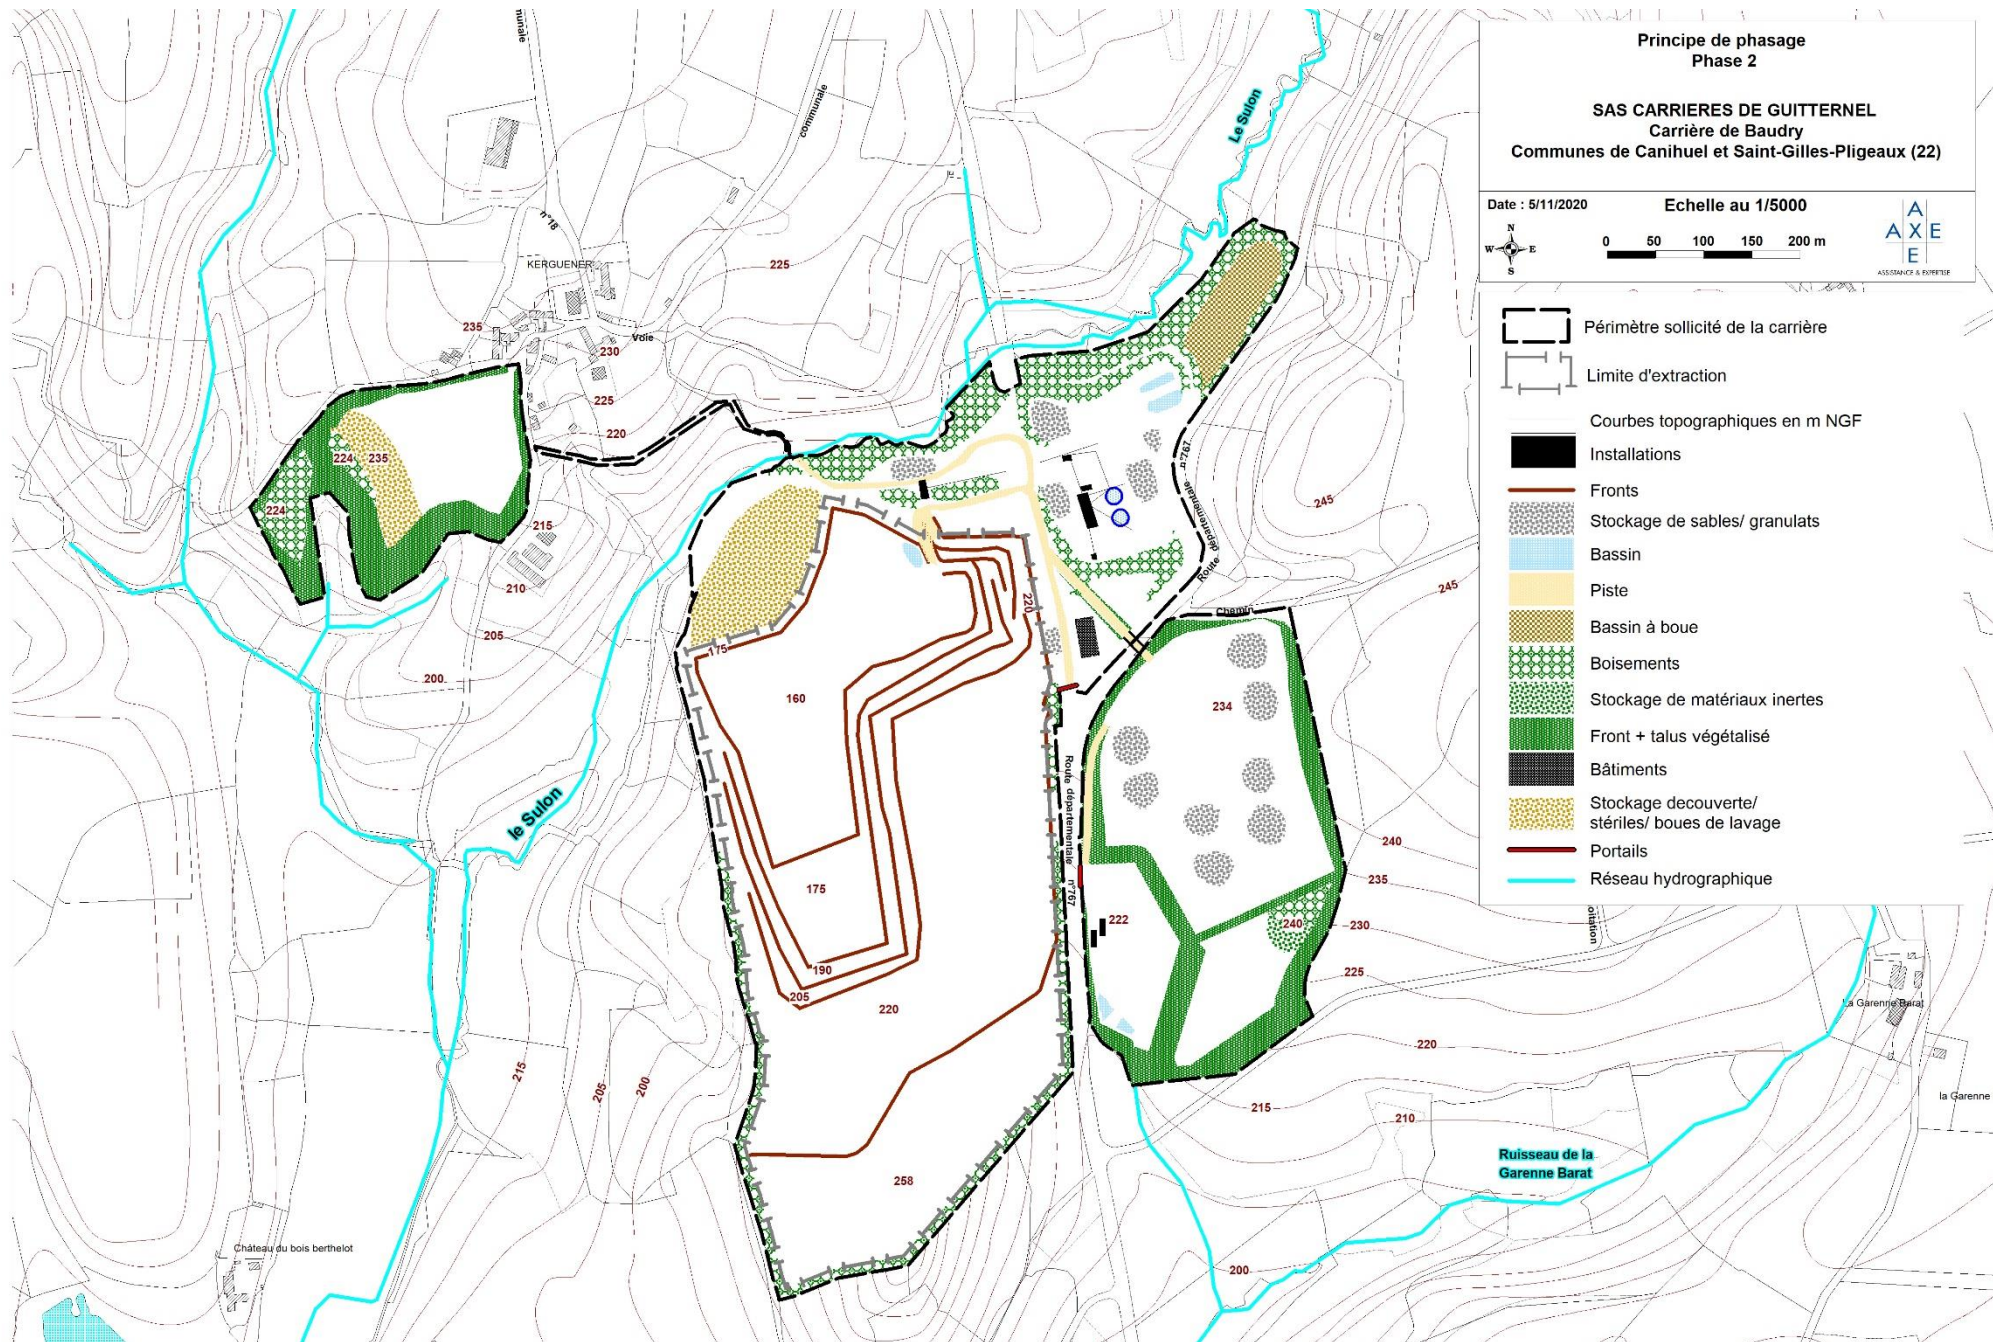 Principe de phasage
Phase 2
SAS CARRIERES DE GUITTERNEL
Carrière de Baudry
Communes de Canihuel et Saint-Gilles-Pligeaux (22)
Date : 5/11/2020
Echelle au 1/5000
N
W E
S
0 50 100 150 200 m
A
A X E
E
ASSISTANCE & EXPERTISE
Périmètre sollicité de la carrière
Limite d'extraction
Courbes topographiques en m NGF
Installations
Fronts
Stockage de sables/ granulats
Bassin
Piste
Bassin à boue
Boisements
Stockage de matériaux inertes
Front + talus végétalisé
Bâtiments
Stockage decouverte/
stériles/ boues de lavage
Portails
Réseau hydrographique
munale
communale
n°18
KERGUENER
Voie
Le Sulon
225
235
230
225
220
224
235
224
215
210
205
200
n°767
Route départementale
245
245
Chemin
220
175
160
234
Route départementale n°767
le Sulon
175
190
205
220
222
240
240
235
230
225
220
215
210
oitation
La Garenne Barat
la Garenne
215
205
200
258
Ruisseau de la
Garenne Barat
200
Château du bois berthelot